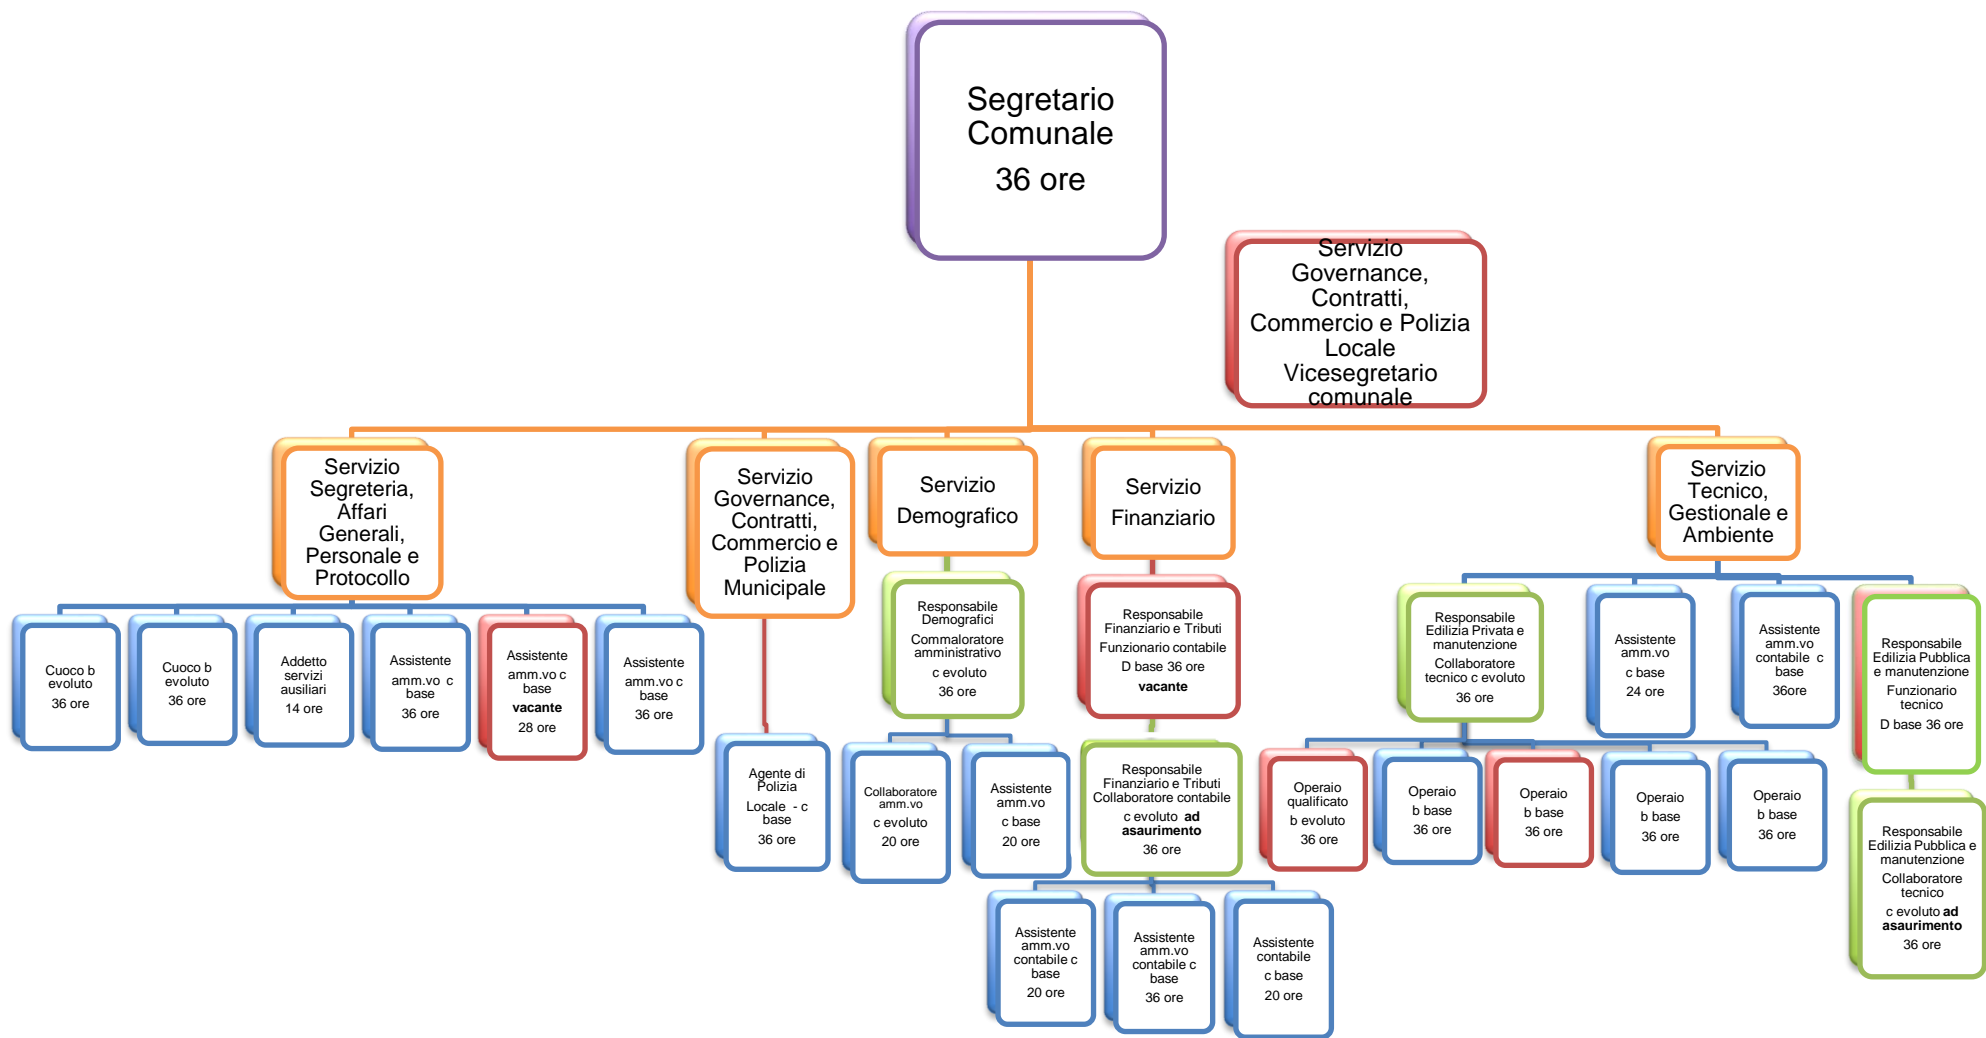 Segretario
Comunale
36 ore
Servizio
Governance,
Contratti,
Commercio e Polizia
Locale
Vicesegretario
comunale
Servizio
Segreteria,
Affari
Generali,
Personale e
Protocollo
Servizio
Governance,
Contratti,
Commercio e
Polizia
Municipale
Servizio
Demografico
Servizio
Finanziario
Servizio
Tecnico,
Gestionale e
Ambiente
Cuoco b
evoluto
36 ore
Cuoco b
evoluto
36 ore
Addetto
servizi
ausiliari
14 ore
Assistente
amm.vo c
base
36 ore
Assistente
amm.vo c
base
vacante
28 ore
Assistente
amm.vo c
base
36 ore
Agente di
Polizia
Locale - c
base
36 ore
Responsabile
Demografici
Commaloratore
amministrativo
c evoluto
36 ore
Collaboratore
amm.vo
c evoluto
20 ore
Assistente
amm.vo
c base
20 ore
Responsabile
Finanziario e Tributi
Funzionario contabile
D base 36 ore
vacante
Responsabile
Finanziario e Tributi
Collaboratore contabile
c evoluto ad
asaurimento
36 ore
Assistente
amm.vo
contabile c
base
20 ore
Assistente
amm.vo
contabile c
base
36 ore
Assistente
contabile
c base
20 ore
Responsabile
Edilizia Privata e
manutenzione
Collaboratore
tecnico c evoluto
36 ore
Assistente
amm.vo
c base
24 ore
Assistente
amm.vo
contabile c
base
36ore
Responsabile
Edilizia Pubblica
e manutenzione
Funzionario
tecnico
D base 36 ore
Operaio
qualificato
b evoluto
36 ore
Operaio
b base
36 ore
Operaio
b base
36 ore
Operaio
b base
36 ore
Operaio
b base
36 ore
Responsabile
Edilizia Pubblica e
manutenzione
Collaboratore
tecnico
c evoluto ad
asaurimento
36 ore